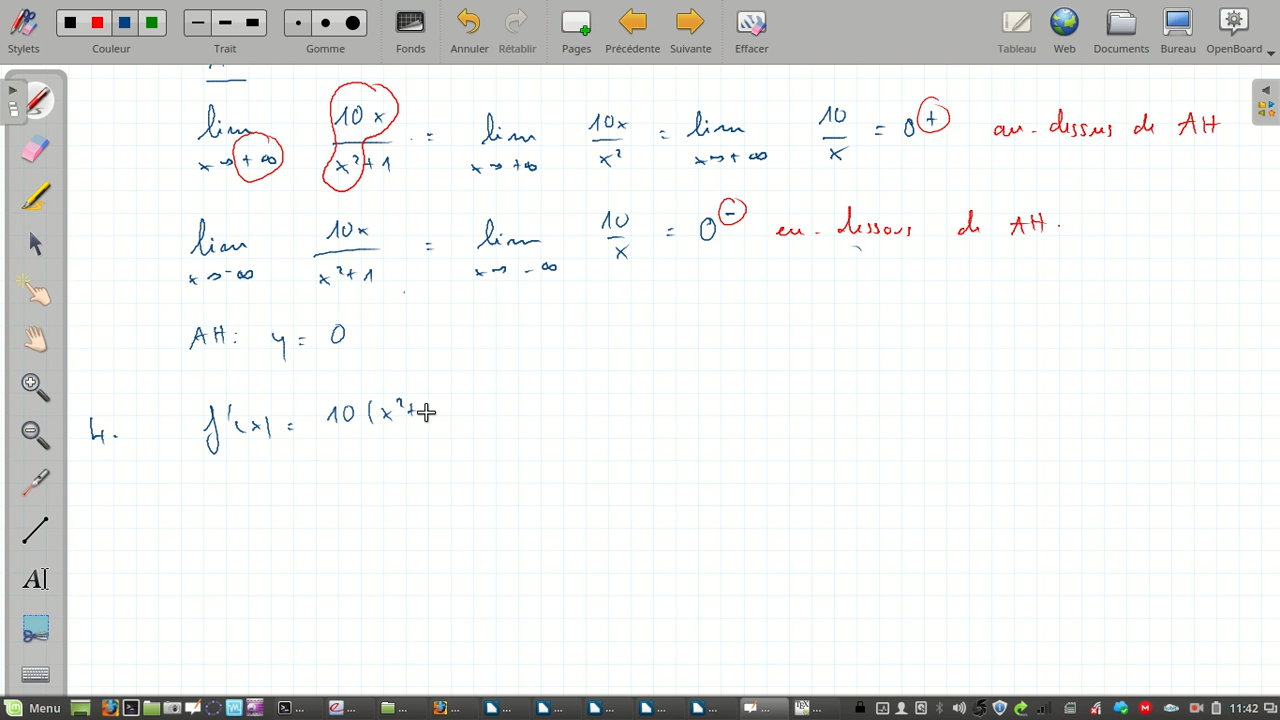 Stylets Couleur Trait Gomme Fonds Annuler Rétablir Pages Précédente Suivante Effacer Tableau Web Documents Bureau OpenBoard
lim x→+∞ 10x/(x²+1) = lim x→+∞ 10x/x² = lim x→+∞ 10/x = 0⁺ au-dessus de AH
lim x→-∞ 10x/(x²+1) = lim x→-∞ 10/x = 0⁻ en-dessous de AH.
AH: y = 0
4. f'(x) = 10(x²+
Menu 11:42